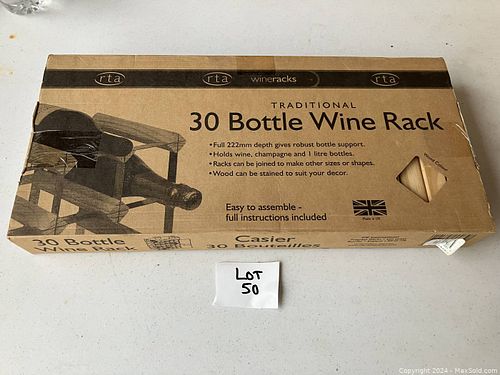 rta
rta wineracks
rta
TRADITIONAL
30 Bottle Wine Rack
• Full 222mm depth gives robust bottle support.
• Holds wine, champagne and 1 litre bottles.
• Racks can be joined to make other sizes or shapes.
• Wood can be stained to suit your decor.
Easy to assemble -
full instructions included
30 Bottle
Wine Rack
Casier
30 Bouteilles
LOT
50
Copyright 2024 - MaxSold.com